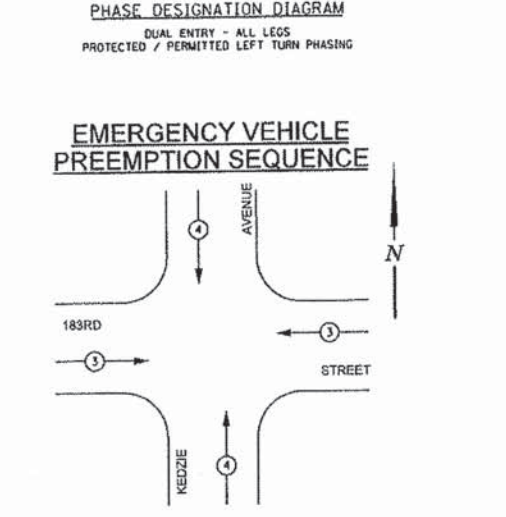 PHASE DESIGNATION DIAGRAM
DUAL ENTRY - ALL LEGS
PROTECTED / PERMITTED LEFT TURN PHASING
EMERGENCY VEHICLE
PREEMPTION SEQUENCE
4
AVENUE
N
183RD
3
3
STREET
4
KEDZIE